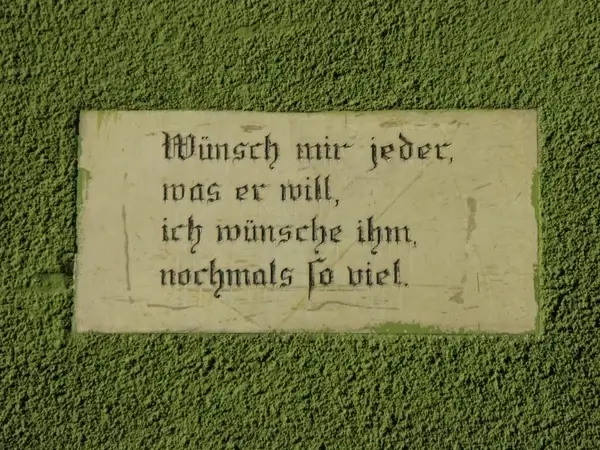 Wünsch mir jeder,
was er will,
ich wünsche ihm,
nochmals ſo viel.